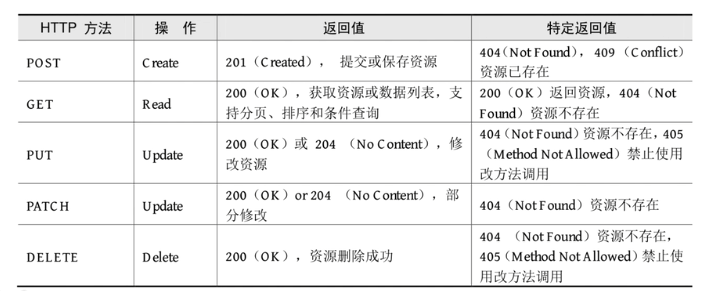 HTTP 方法 操 作 返回值 特定返回值
POST Create 201（Created）， 提交或保存资源 404（Not Found），409（Conflict）
资源已存在
GET Read 200（OK），获取资源或数据列表，支
持分页、排序和条件查询 200（OK）返回资源，404（Not
Found）资源不存在
PUT Update 200（OK）或 204 （No Content），修
改资源 404（Not Found）资源不存在，405
（Method Not Allowed）禁止使用
改方法调用
PATCH Update 200（OK）or 204 （No Content），部
分修改 404（Not Found）资源不存在
DELETE Delete 200（OK），资源删除成功 404 （Not Found）资源不存在，
405（Method Not Allowed）禁止使
用改方法调用